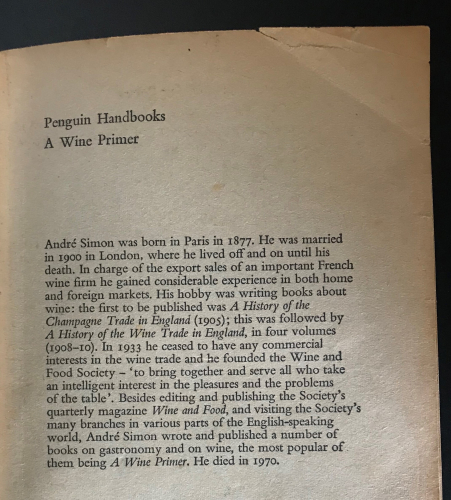 Penguin Handbooks
A Wine Primer
André Simon was born in Paris in 1877. He was married
in 1900 in London, where he lived off and on until his
death. In charge of the export sales of an important French
wine firm he gained considerable experience in both home
and foreign markets. His hobby was writing books about
wine: the first to be published was A History of the
Champagne Trade in England (1905); this was followed by
A History of the Wine Trade in England, in four volumes
(1908–10). In 1933 he ceased to have any commercial
interests in the wine trade and he founded the Wine and
Food Society – ‘to bring together and serve all who take
an intelligent interest in the pleasures and the problems
of the table’. Besides editing and publishing the Society’s
quarterly magazine Wine and Food, and visiting the Society’s
many branches in various parts of the English-speaking
world, André Simon wrote and published a number of
books on gastronomy and on wine, the most popular of
them being A Wine Primer. He died in 1970.